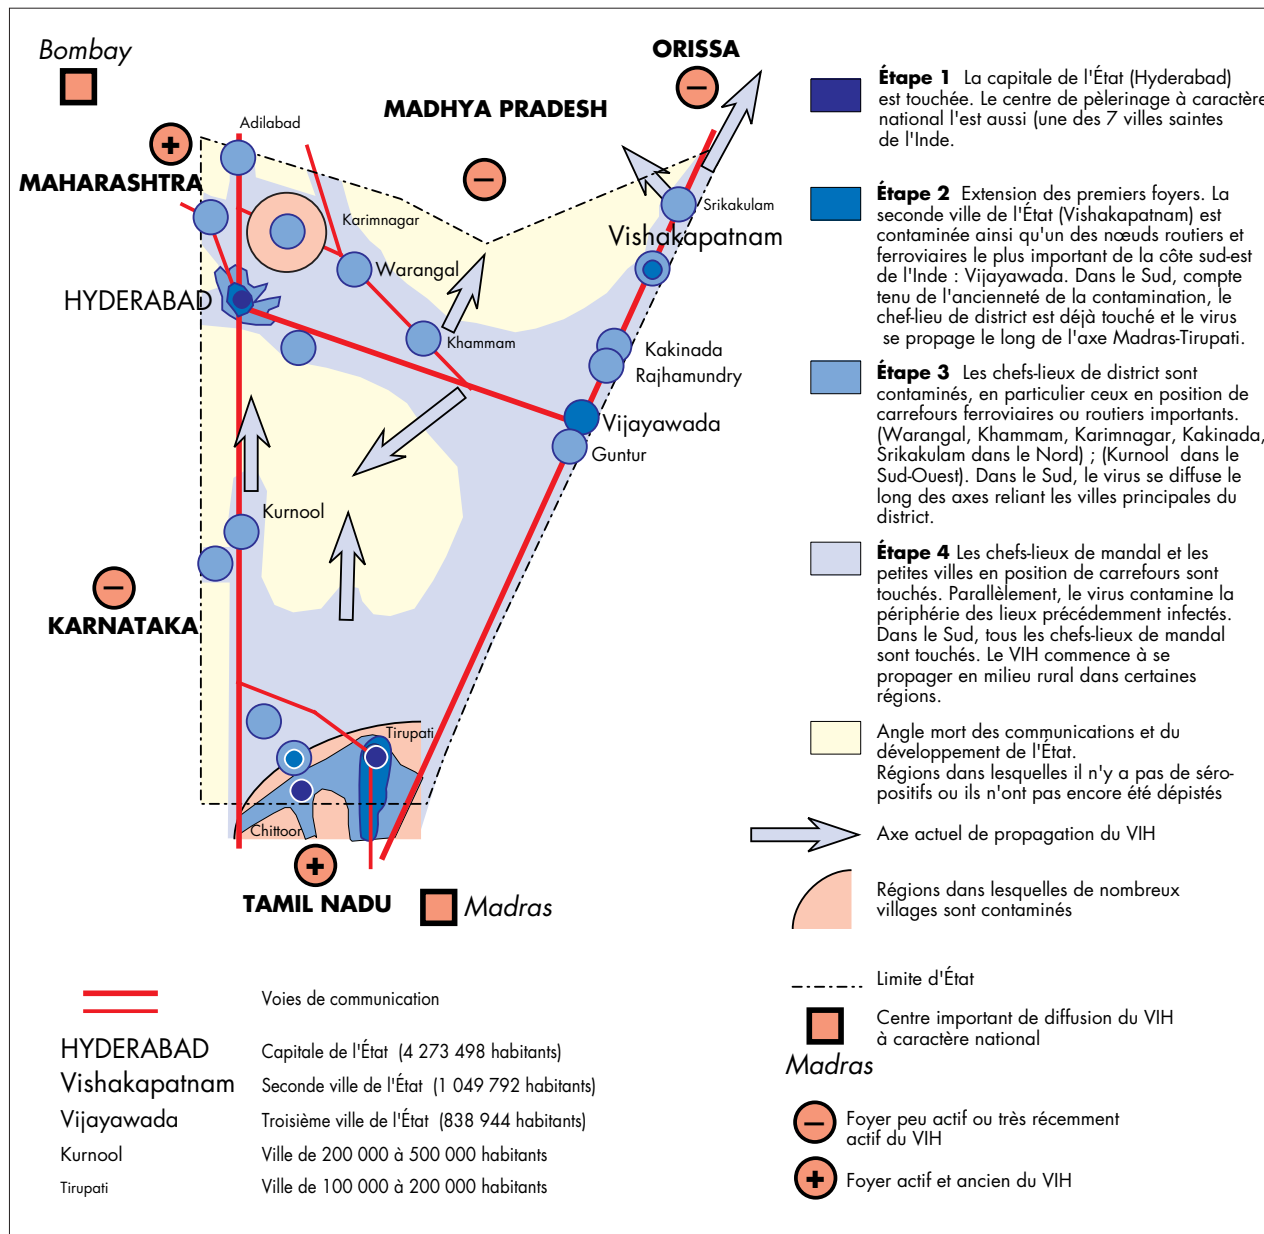 Bombay
ORISSA
MADHYA PRADESH
Adilabad
MAHARASHTRA
Karimnagar
Srikakulam
Vishakapatnam
Warangal
HYDERABAD
Khammam
Kakinada
Rajhamundry
Vijayawada
Guntur
Kurnool
KARNATAKA
Tirupati
Chittoor
TAMIL NADU
Madras
Étape 1 La capitale de l'État (Hyderabad)
est touchée. Le centre de pèlerinage à caractère
national l'est aussi (une des 7 villes saintes
de l'Inde.
Étape 2 Extension des premiers foyers. La
seconde ville de l'État (Vishakapatnam) est
contaminée ainsi qu'un des nœuds routiers et
ferroviaires le plus important de la côte sud-est
de l'Inde : Vijayawada. Dans le Sud, compte
tenu de l'ancienneté de la contamination, le
chef-lieu de district est déjà touché et le virus
se propage le long de l'axe Madras-Tirupati.
Étape 3 Les chefs-lieux de district sont
contaminés, en particulier ceux en position de
carrefours ferroviaires ou routiers importants.
(Warangal, Khammam, Karimnagar, Kakinada,
Srikakulam dans le Nord) ; (Kurnool dans le
Sud-Ouest). Dans le Sud, le virus se diffuse le
long des axes reliant les villes principales du
district.
Étape 4 Les chefs-lieux de mandal et les
petites villes en position de carrefours sont
touchés. Parallèlement, le virus contamine la
périphérie des lieux précédemment infectés.
Dans le Sud, tous les chefs-lieux de mandal
sont touchés. Le VIH commence à se
propager en milieu rural dans certaines
régions.
Angle mort des communications et du
développement de l'État.
Régions dans lesquelles il n'y a pas de séro-
positifs ou ils n'ont pas encore été dépistés
Axe actuel de propagation du VIH
Régions dans lesquelles de nombreux
villages sont contaminés
Limite d'État
Centre important de diffusion du VIH
à caractère national
Madras
Foyer peu actif ou très récemment
actif du VIH
Foyer actif et ancien du VIH
Voies de communication
HYDERABAD Capitale de l'État (4 273 498 habitants)
Vishakapatnam Seconde ville de l'État (1 049 792 habitants)
Vijayawada Troisième ville de l'État (838 944 habitants)
Kurnool Ville de 200 000 à 500 000 habitants
Tirupati Ville de 100 000 à 200 000 habitants